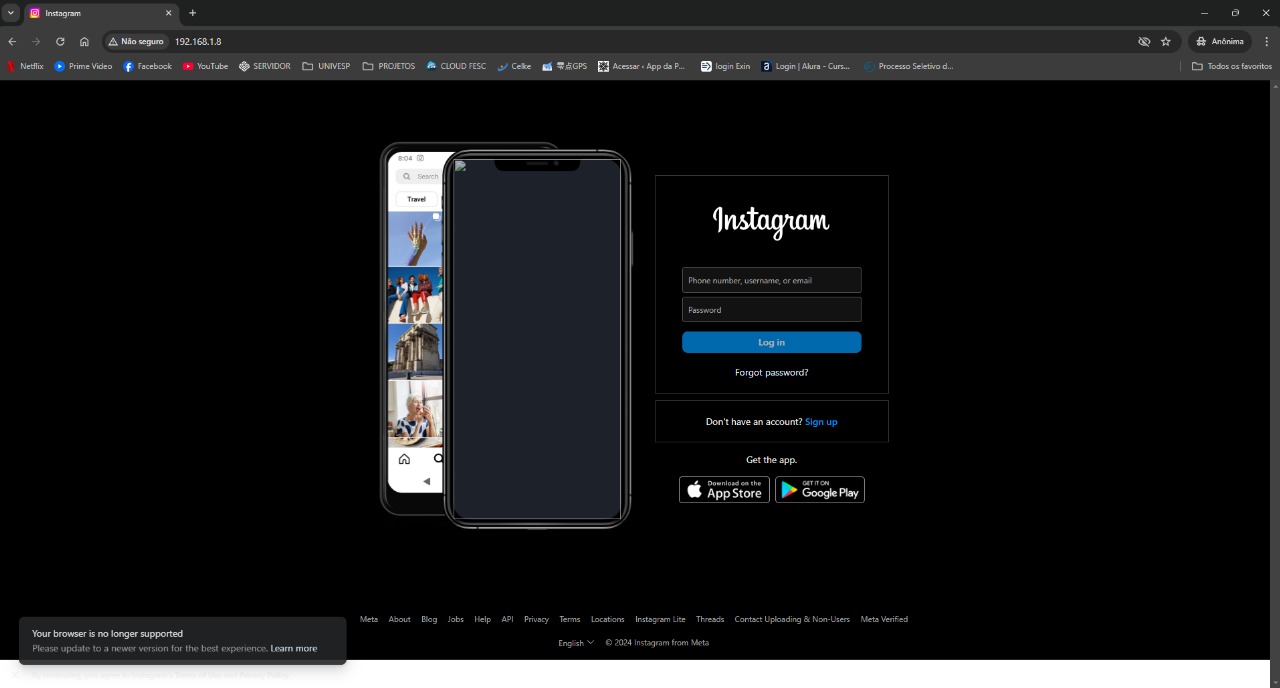 Instagram
Não seguro 192.168.1.8 Anônima
Netflix Prime Video Facebook YouTube SERVIDOR UNIVESP PROJETOS CLOUD FESC Celke 零点GPS Acessar ‹ App da P... login Exin Login | Alura - Curs... Processo Seletivo d... Todos os favoritos
8:04
Search
Travel
Instagram
Phone number, username, or email
Password
Log in
Forgot password?
Don't have an account? Sign up
Get the app.
Download on the
App Store
GET IT ON
Google Play
Meta About Blog Jobs Help API Privacy Terms Locations Instagram Lite Threads Contact Uploading & Non-Users Meta Verified
English © 2024 Instagram from Meta
Your browser is no longer supported
Please update to a newer version for the best experience. Learn more